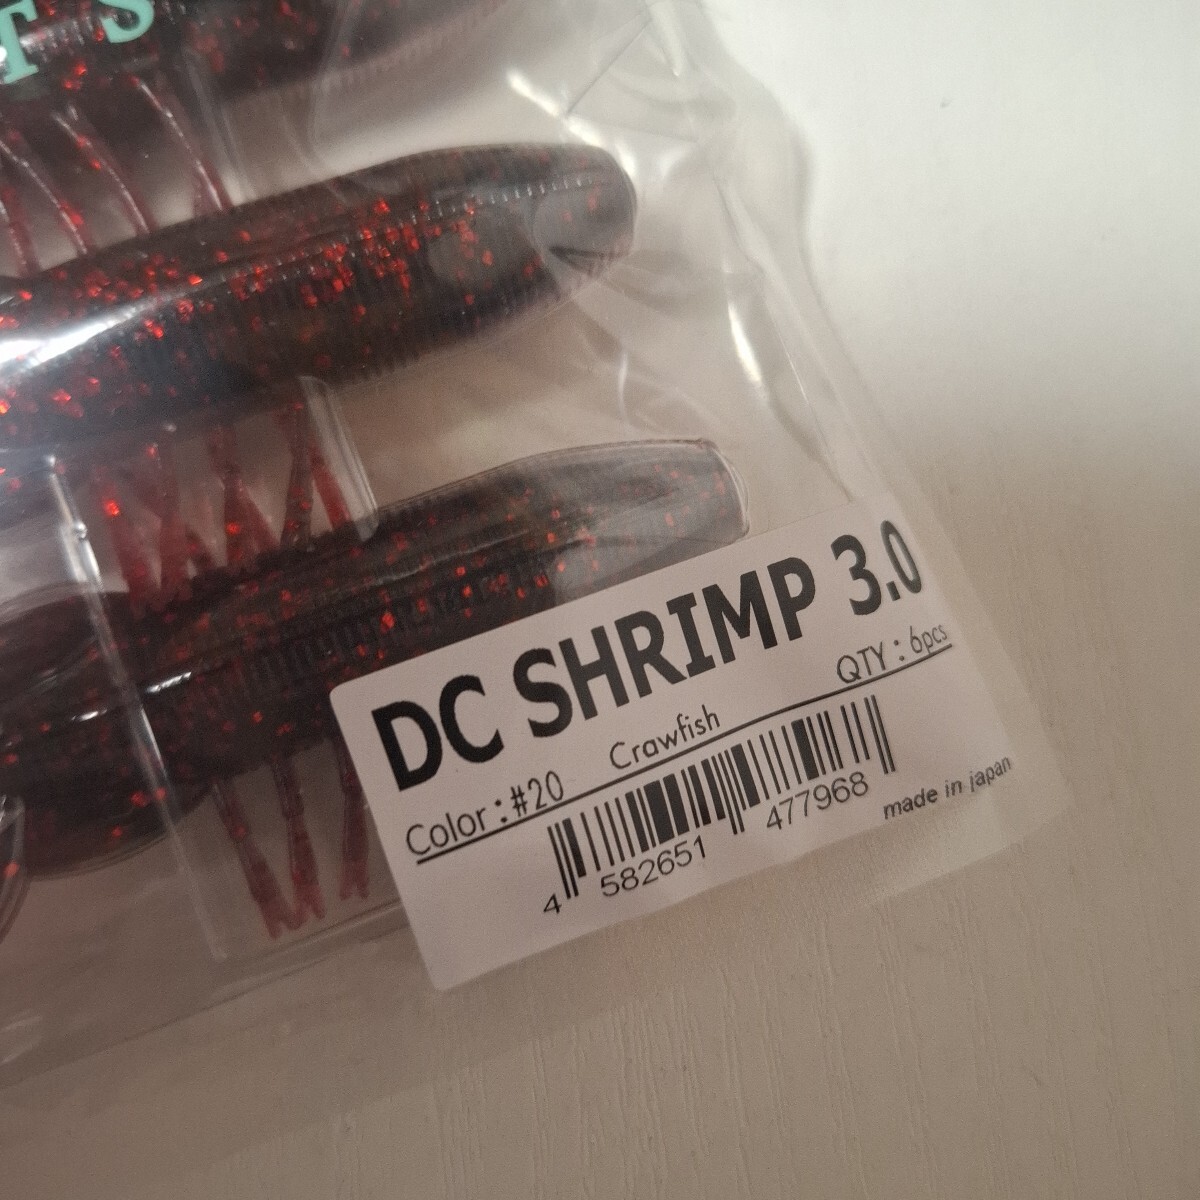 T S
DC SHRIMP 3.0
Color:#20 Crawfish QTY:6pcs
4 582651 477968
made in japan